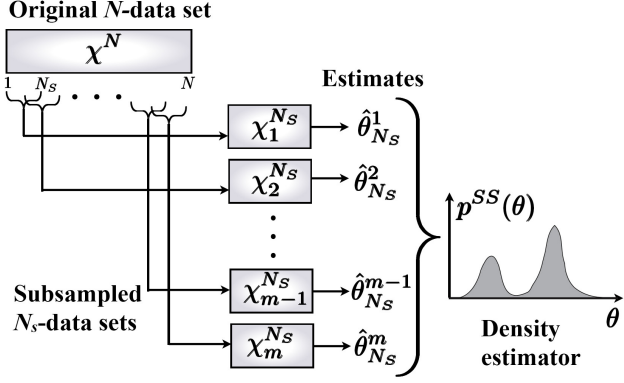 Original N-data set
χ^N
1 N_S . . . N
Estimates
χ_1^{N_S} θ̂_{N_S}^1
χ_2^{N_S} θ̂_{N_S}^2
p^{SS}(θ)
χ_{m-1}^{N_S} θ̂_{N_S}^{m-1}
θ
Subsampled
N_s-data sets
χ_m^{N_S} θ̂_{N_S}^m
Density
estimator